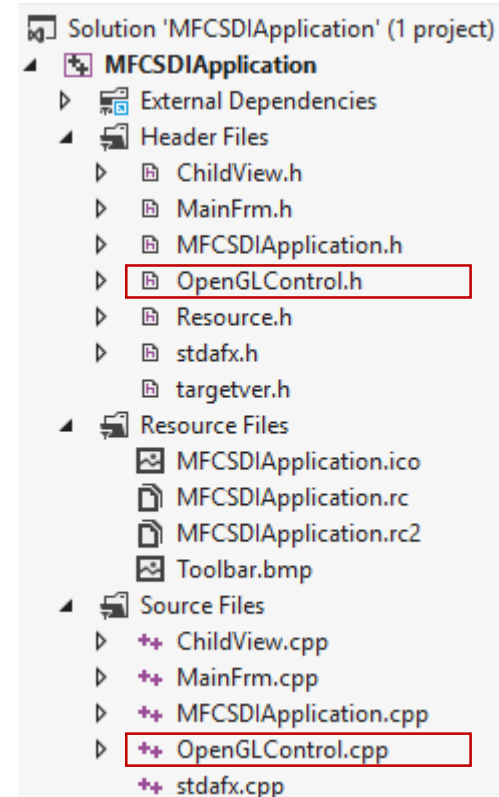 Solution 'MFCSDIApplication' (1 project)
MFCSDIApplication
External Dependencies
Header Files
ChildView.h
MainFrm.h
MFCSDIApplication.h
OpenGLControl.h
Resource.h
stdafx.h
targetver.h
Resource Files
MFCSDIApplication.ico
MFCSDIApplication.rc
MFCSDIApplication.rc2
Toolbar.bmp
Source Files
ChildView.cpp
MainFrm.cpp
MFCSDIApplication.cpp
OpenGLControl.cpp
stdafx.cpp